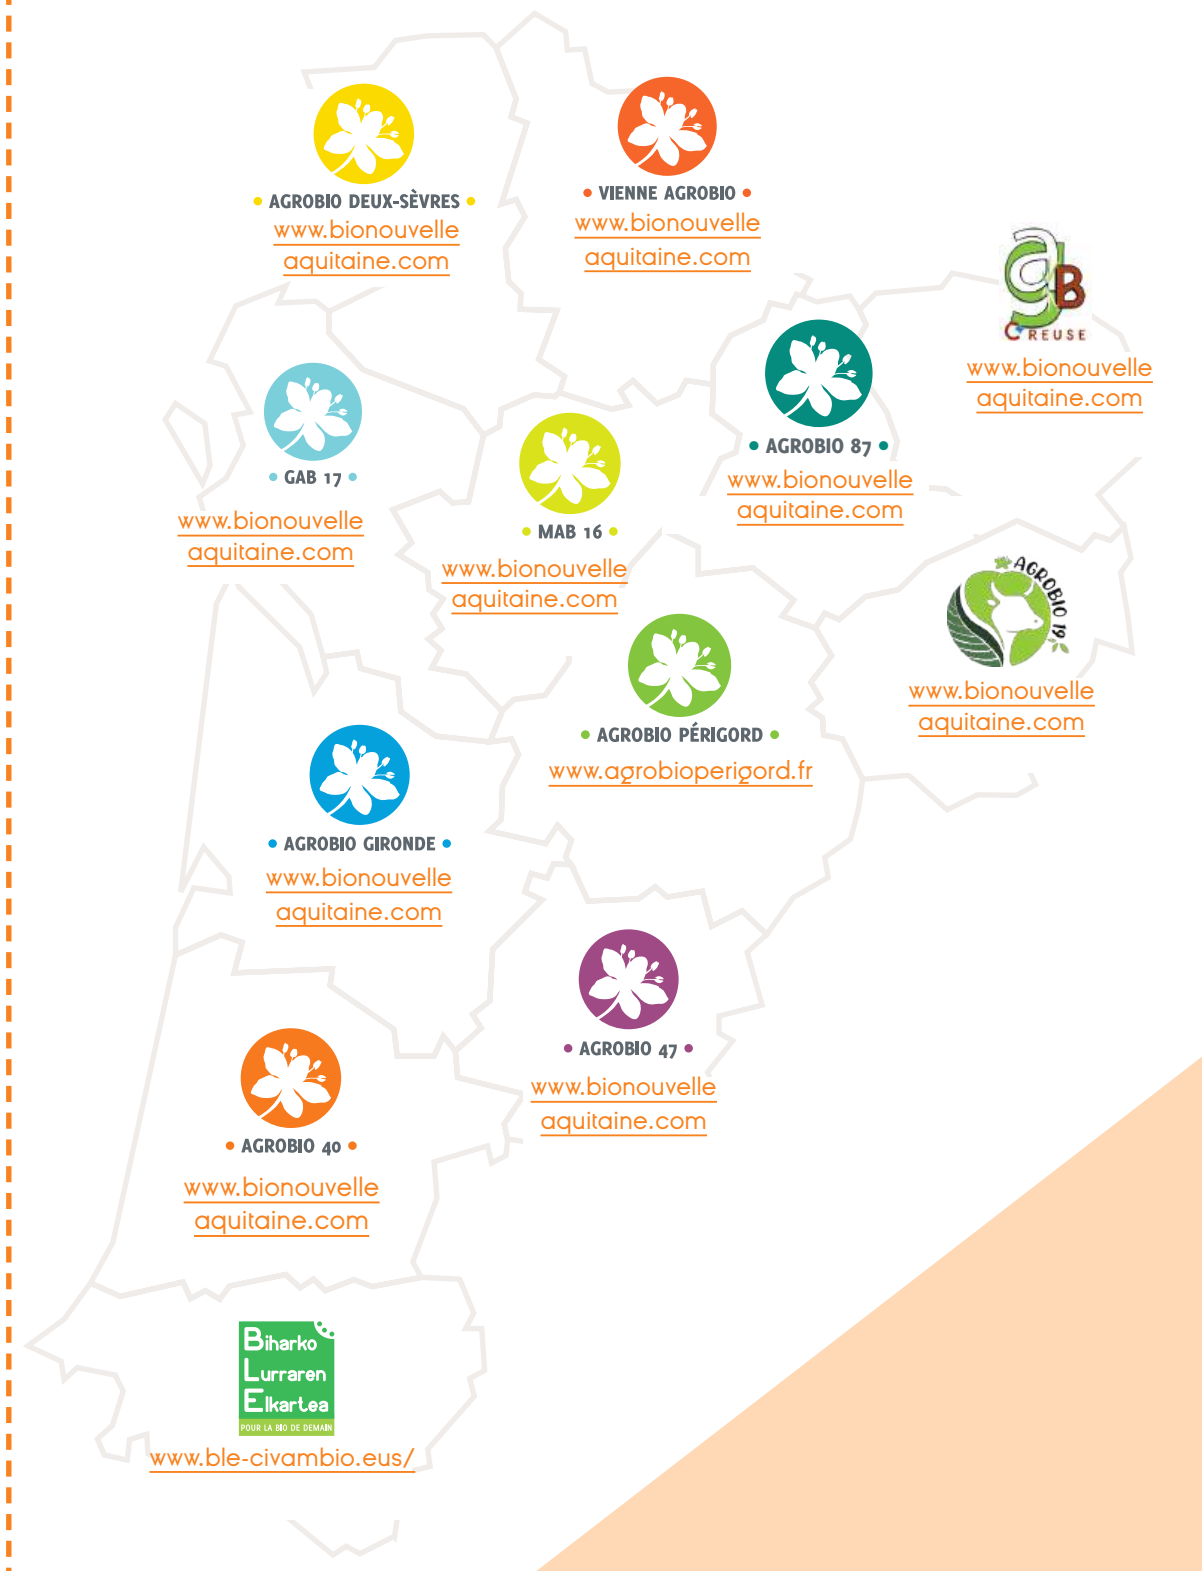 • AGROBIO DEUX-SÈVRES •
www.bionouvelle
aquitaine.com
• VIENNE AGROBIO •
www.bionouvelle
aquitaine.com
agB
CREUSE
www.bionouvelle
aquitaine.com
• GAB 17 •
www.bionouvelle
aquitaine.com
• MAB 16 •
www.bionouvelle
aquitaine.com
• AGROBIO 87 •
www.bionouvelle
aquitaine.com
AGROBIO 19
www.bionouvelle
aquitaine.com
• AGROBIO PÉRIGORD •
www.agrobioperigord.fr
• AGROBIO GIRONDE •
www.bionouvelle
aquitaine.com
• AGROBIO 47 •
www.bionouvelle
aquitaine.com
• AGROBIO 40 •
www.bionouvelle
aquitaine.com
Biharko
Lurraren
Elkartea
POUR LA BIO DE DEMAIN
www.ble-civambio.eus/